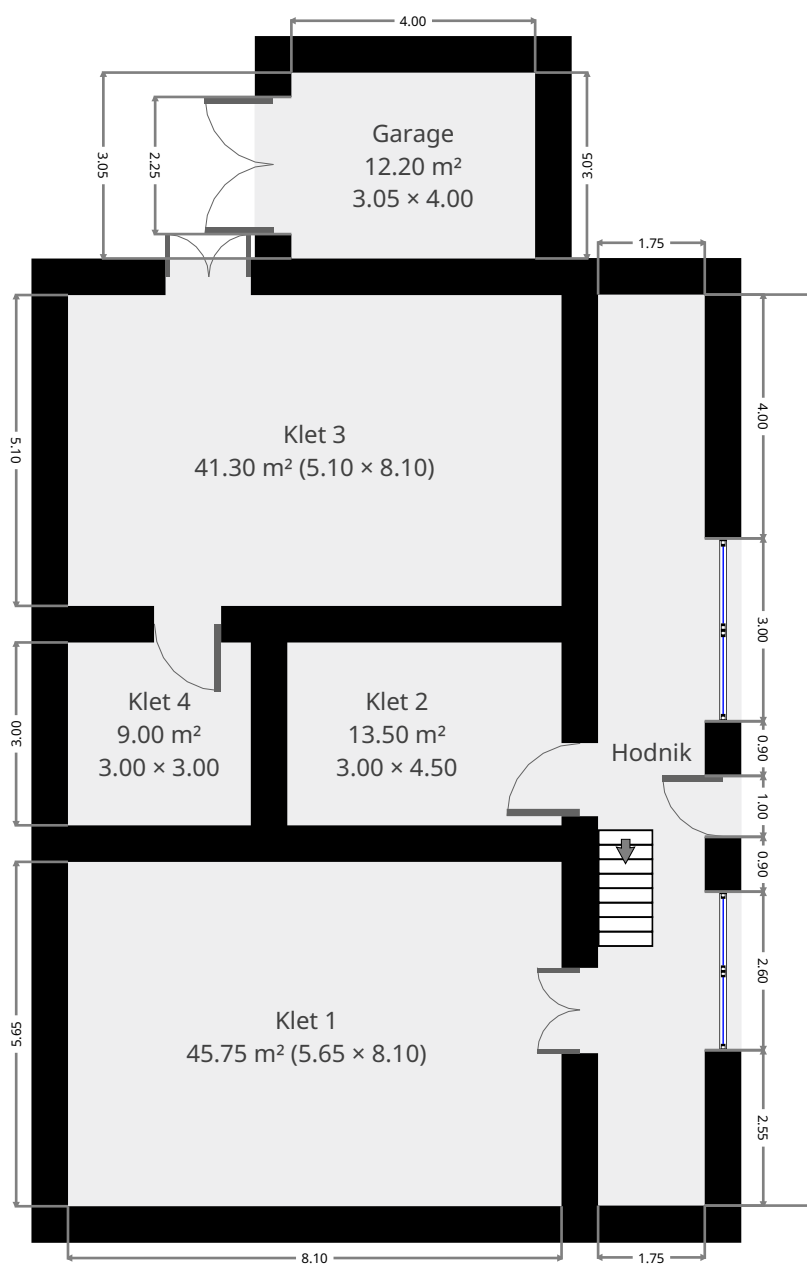 4.00
3.05
2.25
Garage
12.20 m²
3.05 × 4.00
3.05
1.75
5.10
Klet 3
41.30 m² (5.10 × 8.10)
4.00
3.00
3.00
Klet 4
9.00 m²
3.00 × 3.00
Klet 2
13.50 m²
3.00 × 4.50
Hodnik
0.90
1.00
0.90
2.60
5.65
Klet 1
45.75 m² (5.65 × 8.10)
2.55
8.10
1.75